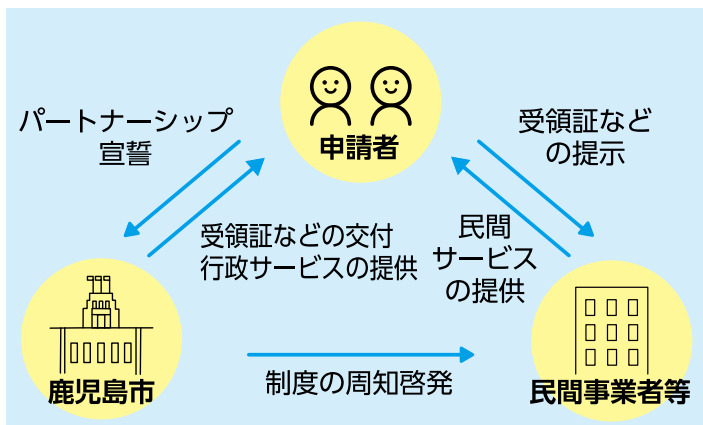 申請者
パートナーシップ
宣誓
受領証などの交付
行政サービスの提供
受領証など
の提示
民間
サービス
の提供
鹿児島市
制度の周知啓発
民間事業者等